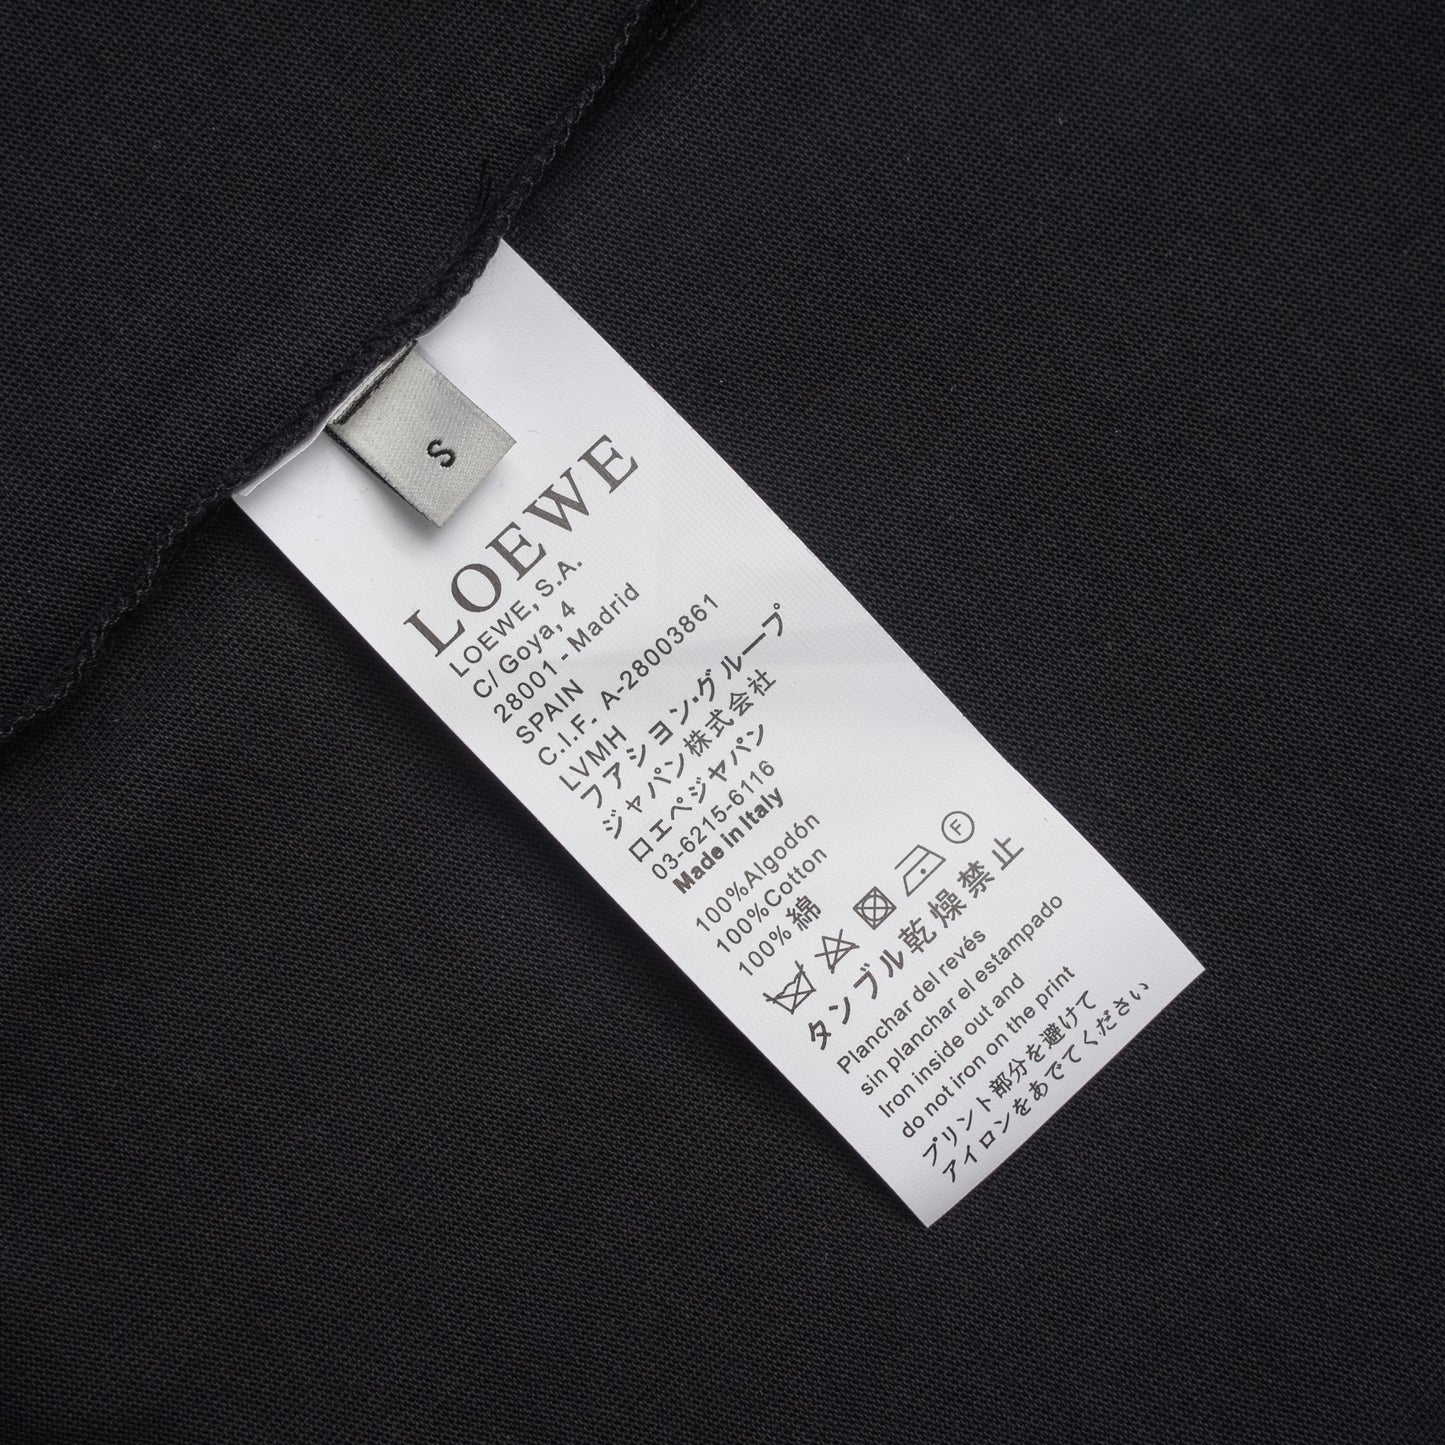 S
LOEWE
LOEWE, S.A.
C/ Goya, 4
28001 - Madrid
SPAIN
C.I.F- A-28003861
LVMH
フアシヨン・グループ
ジャパン株式会社
ロエベジャパン
03-6215-6116
Made in Italy
100%Algodón
100%Cotton
100%綿
F
タンブル乾燥禁止
Planchar del revés
sin planchar el estampado
Iron inside out and
do not iron on the print
プリント部分を避けて
アイロンをあでてください